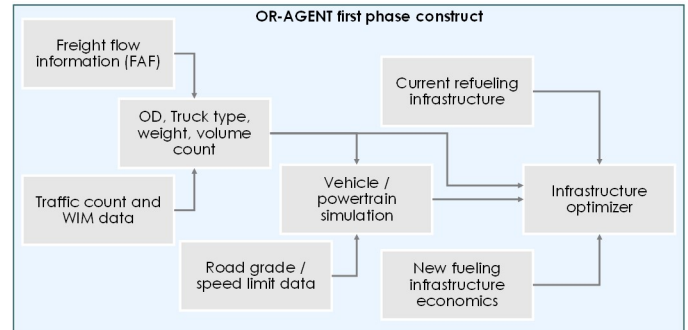 OR-AGENT first phase construct
Freight flow
information (FAF)
Current refueling
infrastructure
OD, Truck type,
weight, volume
count
Traffic count and
WIM data
Vehicle /
powertrain
simulation
Infrastructure
optimizer
Road grade /
speed limit data
New fueling
infrastructure
economics